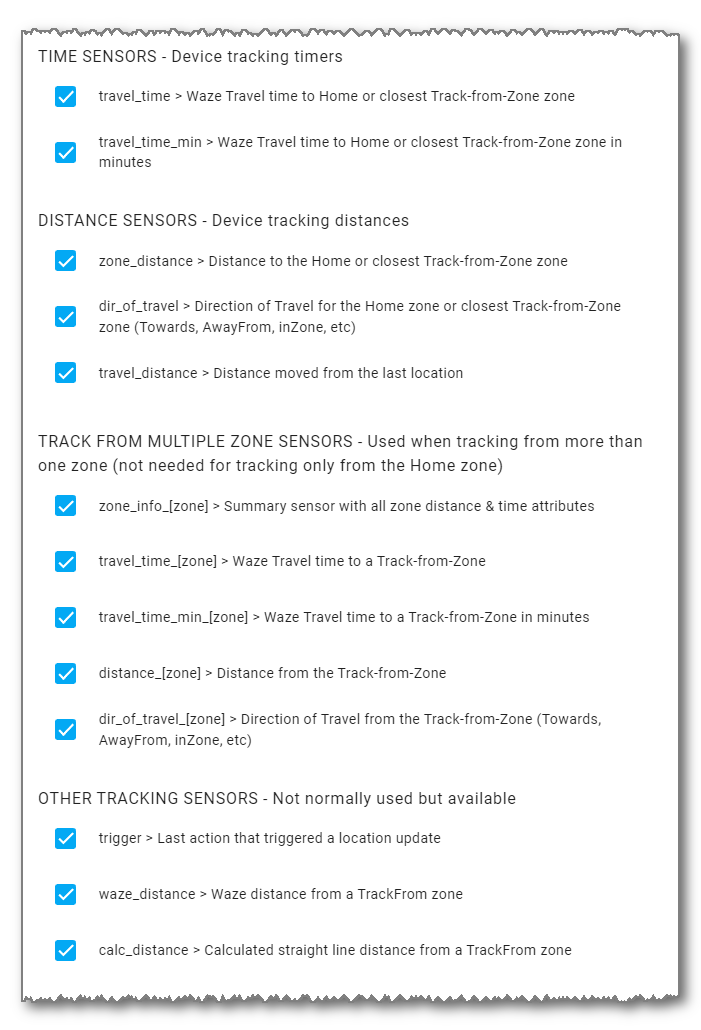 TIME SENSORS - Device tracking timers
travel_time > Waze Travel time to Home or closest Track-from-Zone zone
travel_time_min > Waze Travel time to Home or closest Track-from-Zone zone in
minutes
DISTANCE SENSORS - Device tracking distances
zone_distance > Distance to the Home or closest Track-from-Zone zone
dir_of_travel > Direction of Travel for the Home zone or closest Track-from-Zone
zone (Towards, AwayFrom, inZone, etc)
travel_distance > Distance moved from the last location
TRACK FROM MULTIPLE ZONE SENSORS - Used when tracking from more than
one zone (not needed for tracking only from the Home zone)
zone_info_[zone] > Summary sensor with all zone distance & time attributes
travel_time_[zone] > Waze Travel time to a Track-from-Zone
travel_time_min_[zone] > Waze Travel time to a Track-from-Zone in minutes
distance_[zone] > Distance from the Track-from-Zone
dir_of_travel_[zone] > Direction of Travel from the Track-from-Zone (Towards,
AwayFrom, inZone, etc)
OTHER TRACKING SENSORS - Not normally used but available
trigger > Last action that triggered a location update
waze_distance > Waze distance from a TrackFrom zone
calc_distance > Calculated straight line distance from a TrackFrom zone